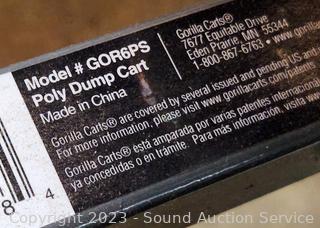 Model # GOR6PS
Poly Dump Cart
Made in China
Gorilla Carts®
7677 Equitable Drive
Eden Prairie, MN 55344
1-800-867-6763 • www.
Gorilla Carts® are covered by several issued and pending US and
For more information, please visit www.gorillacarts.com
Gorilla Carts® está amparada por varias patentes internacionales
ya concedidas o en trámite. Para más información, visite
8 4
Copyright 2023 - Sound Auction Service